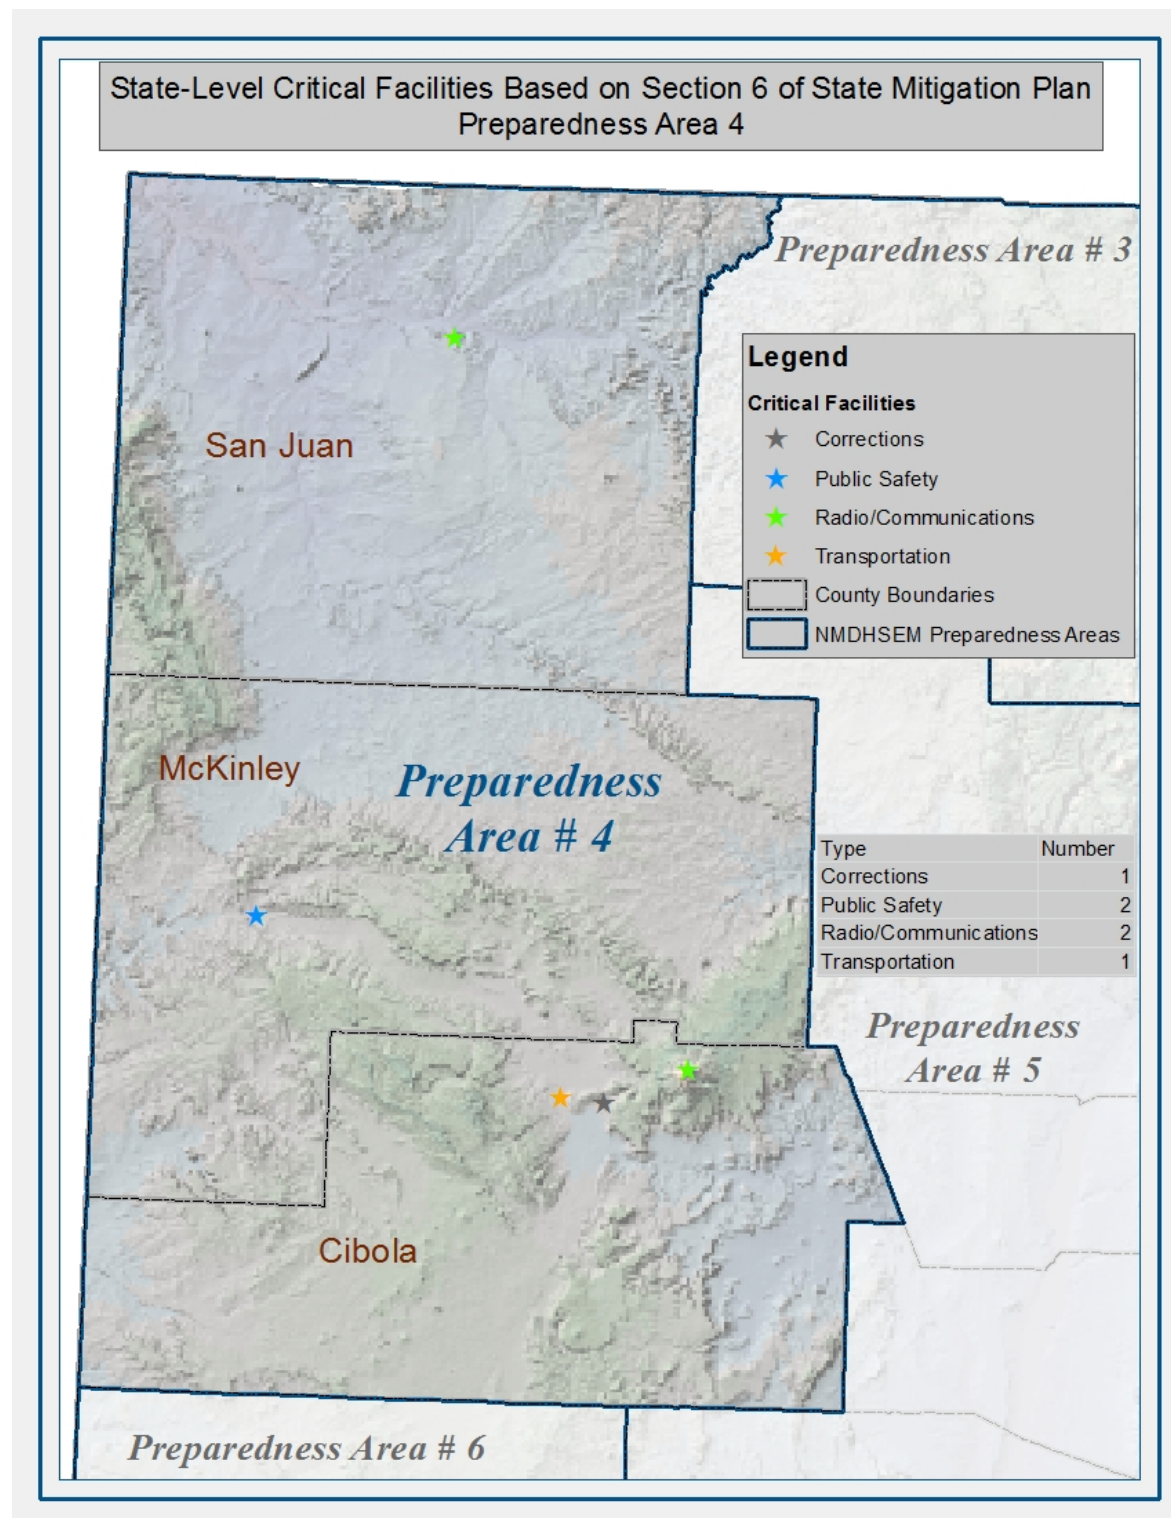 State-Level Critical Facilities Based on Section 6 of State Mitigation Plan
Preparedness Area 4
Preparedness Area # 3
Legend
Critical Facilities
Corrections
Public Safety
Radio/Communications
Transportation
County Boundaries
NMDHSEM Preparedness Areas
San Juan
McKinley
Preparedness
Area # 4
Type Number
Corrections 1
Public Safety 2
Radio/Communications 2
Transportation 1
Preparedness
Area # 5
Cibola
Preparedness Area # 6